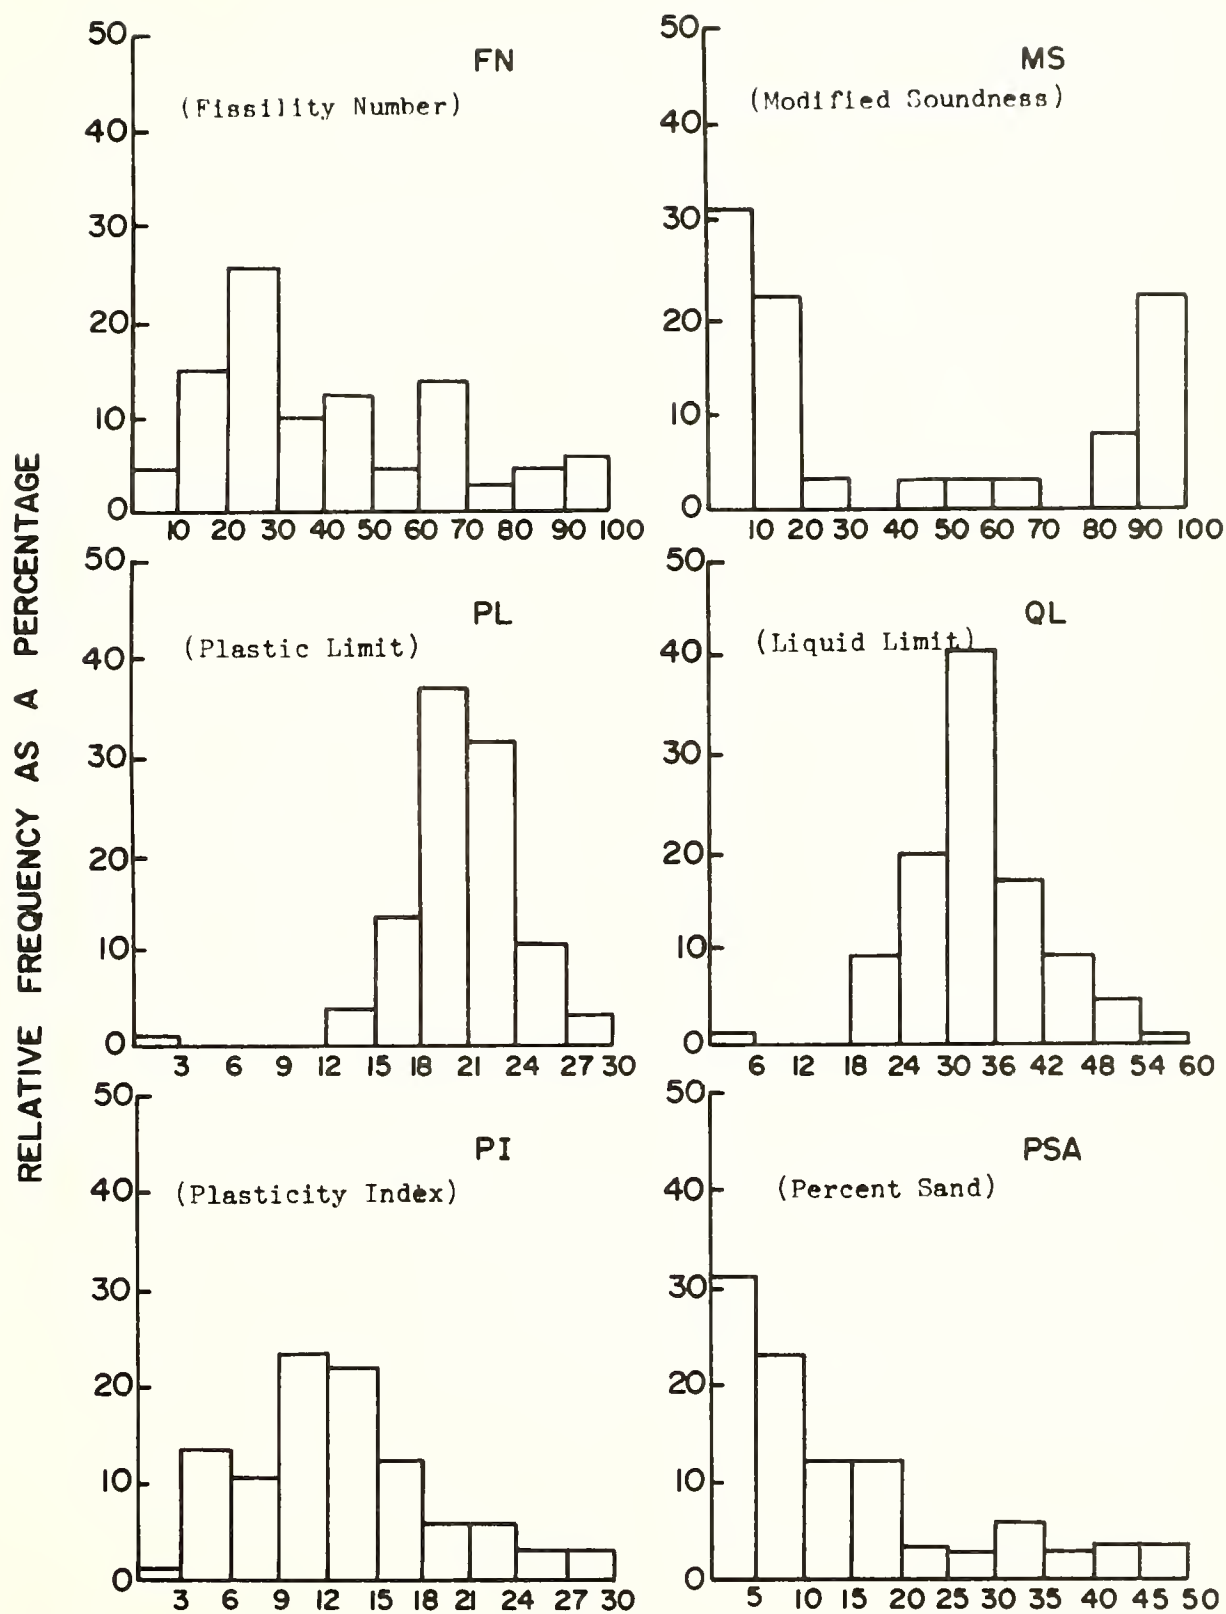 RELATIVE FREQUENCY AS A PERCENTAGE
FN
(Fissility Number)
50
40
30
20
10
0
10 20 30 40 50 60 70 80 90 100
MS
(Modified Soundness)
50
40
30
20
10
0
10 20 30 40 50 60 70 80 90 100
PL
(Plastic Limit)
50
40
30
20
10
0
3 6 9 12 15 18 21 24 27 30
QL
(Liquid Limit)
50
40
30
20
10
0
6 12 18 24 30 36 42 48 54 60
PI
(Plasticity Index)
50
40
30
20
10
0
3 6 9 12 15 18 21 24 27 30
PSA
(Percent Sand)
50
40
30
20
10
0
5 10 15 20 25 30 35 40 45 50